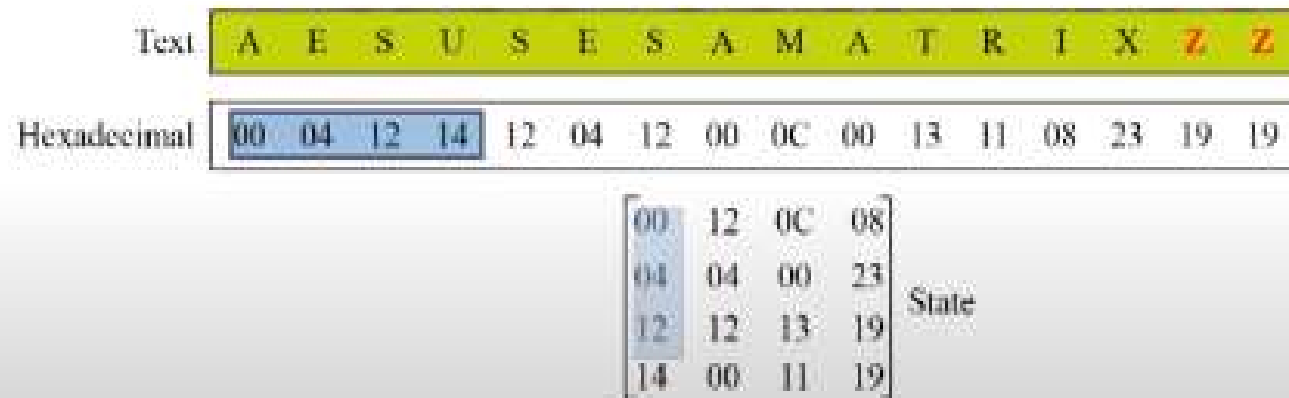 Text A E S U S E S A M A T R I X Z Z
Hexadecimal 00 04 12 14 12 04 12 00 0C 00 13 11 08 23 19 19
00 12 0C 08
04 04 00 23
State
12 12 13 19
14 00 11 19